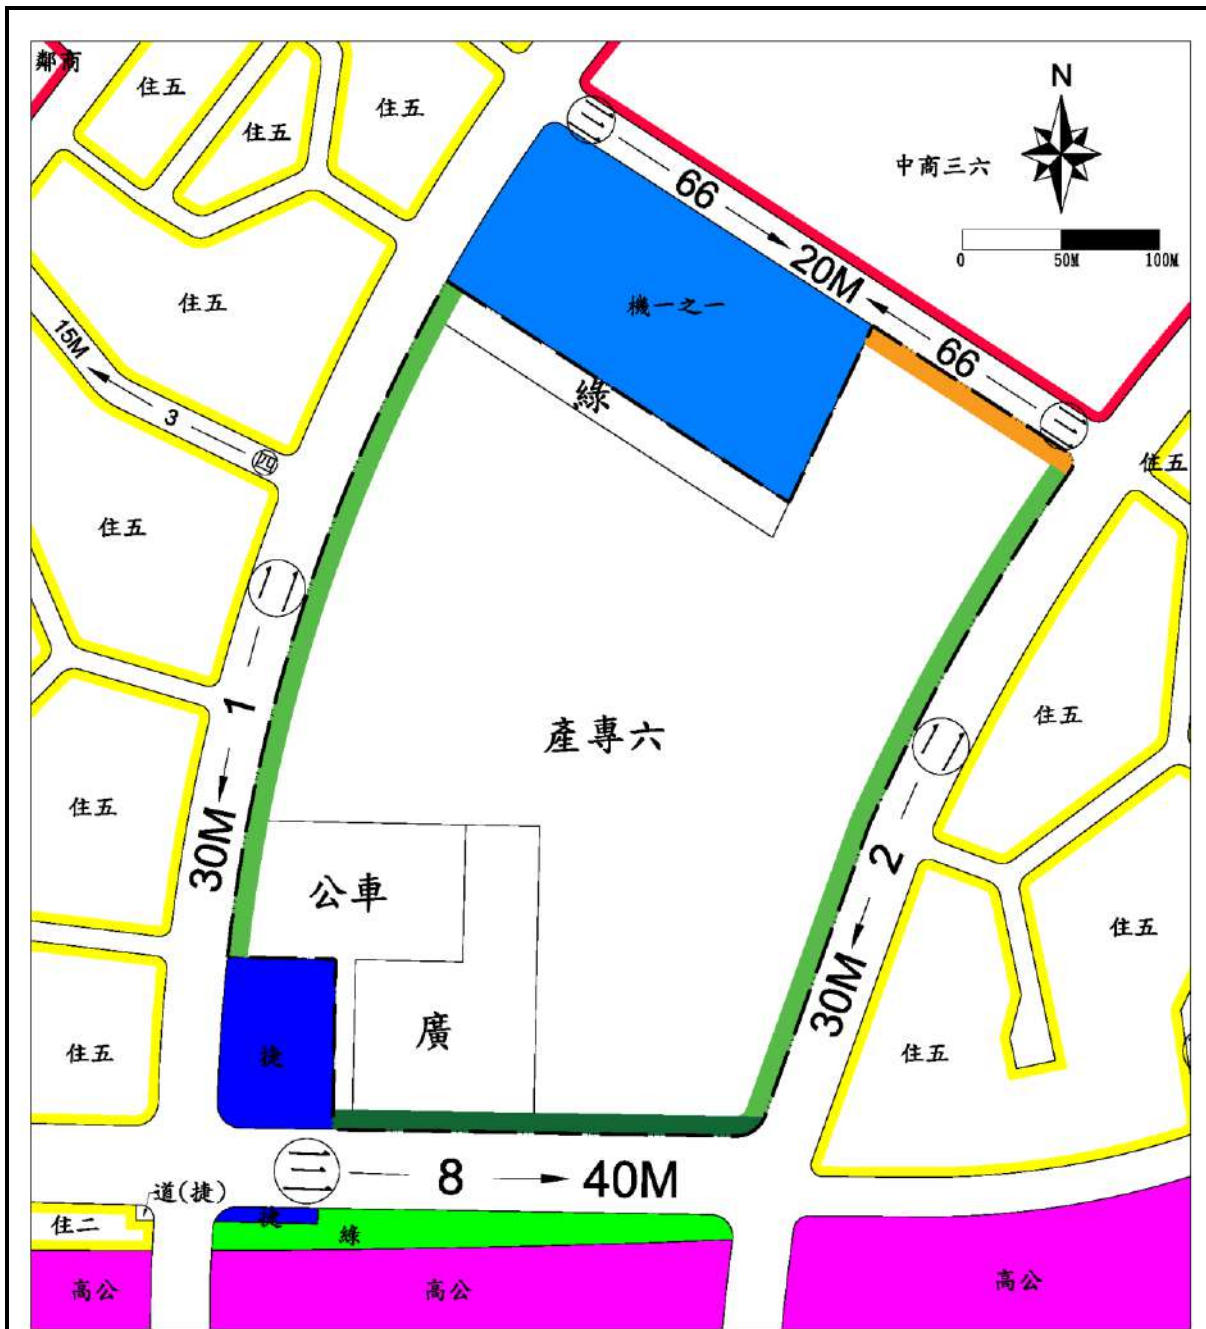 鄰商
住五
住五
住五
N
中商三六
三
66
20M
66
二
0
50M
100M
機一之一
住五
15M
3
四
綠
住五
住五
二
1
30M
產專六
住五
二
2
30M
住五
公車
住五
住五
捷
廣
住五
三
8
40M
道(捷)
住二
捷
綠
高公
高公
高公